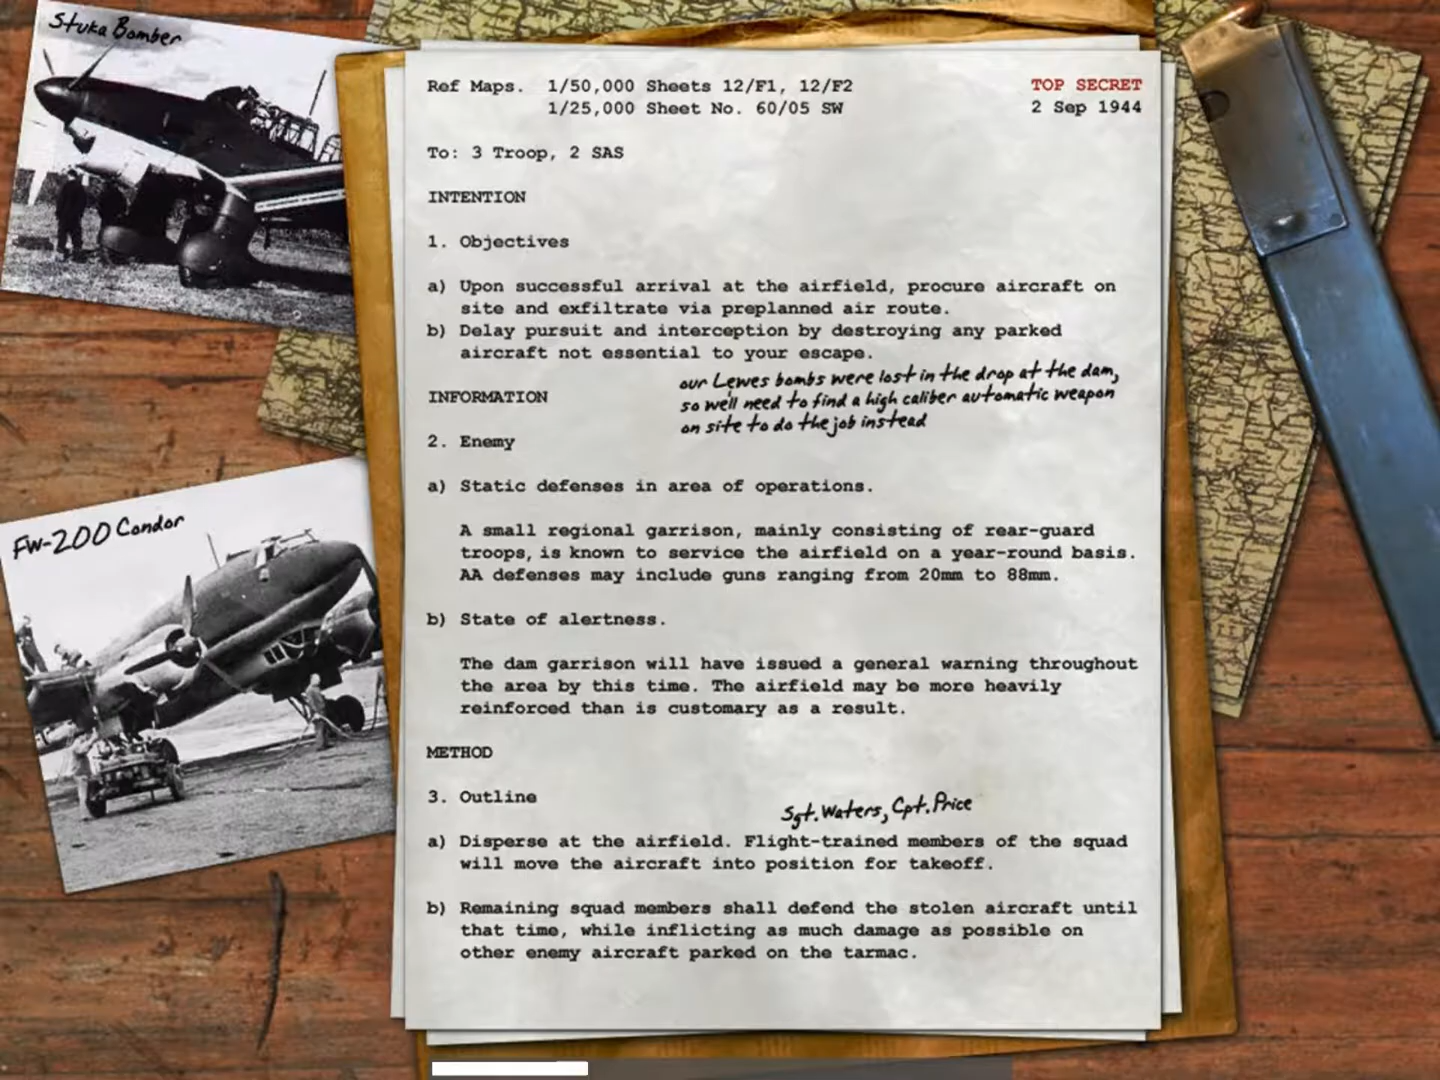 Stuka Bomber
Ref Maps. 1/50,000 Sheets 12/F1, 12/F2
TOP SECRET
1/25,000 Sheet No. 60/05 SW
2 Sep 1944
To: 3 Troop, 2 SAS
INTENTION
1. Objectives
a) Upon successful arrival at the airfield, procure aircraft on
site and exfiltrate via preplanned air route.
b) Delay pursuit and interception by destroying any parked
aircraft not essential to your escape.
our Lewes bombs were lost in the drop at the dam,
so we'll need to find a high caliber automatic weapon
on site to do the job instead
INFORMATION
2. Enemy
a) Static defenses in area of operations.
A small regional garrison, mainly consisting of rear-guard
troops, is known to service the airfield on a year-round basis.
AA defenses may include guns ranging from 20mm to 88mm.
FW-200 Condor
b) State of alertness.
The dam garrison will have issued a general warning throughout
the area by this time. The airfield may be more heavily
reinforced than is customary as a result.
METHOD
3. Outline
Sgt. Waters, Cpt. Price
a) Disperse at the airfield. Flight-trained members of the squad
will move the aircraft into position for takeoff.
b) Remaining squad members shall defend the stolen aircraft until
that time, while inflicting as much damage as possible on
other enemy aircraft parked on the tarmac.